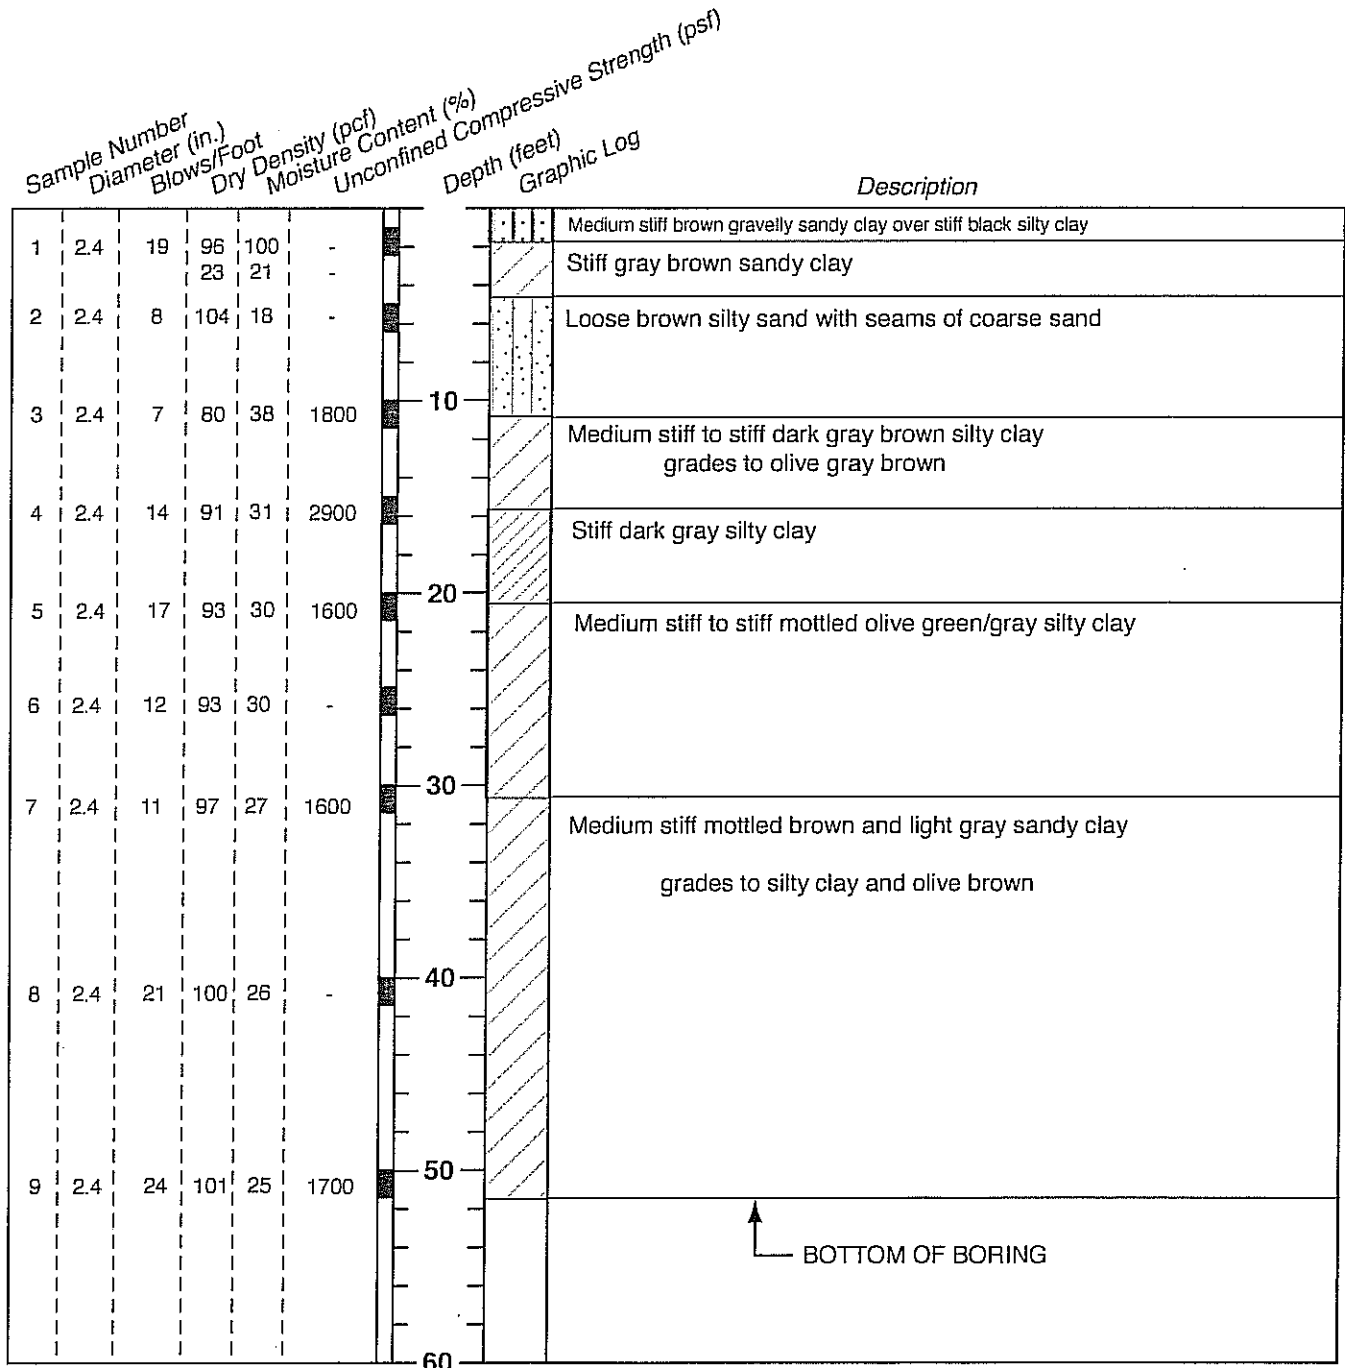 Sample Number
Diameter (in.)
Blows/Foot
Dry Density (pcf)
Moisture Content (%)
Unconfined Compressive Strength (psf)
Depth (feet)
Graphic Log
Description
Medium stiff brown gravelly sandy clay over stiff black silty clay
1 2.4 19 96 100 -
Stiff gray brown sandy clay
23 21 -
2 2.4 8 104 18 -
Loose brown silty sand with seams of coarse sand
10
3 2.4 7 80 38 1800
Medium stiff to stiff dark gray brown silty clay
grades to olive gray brown
4 2.4 14 91 31 2900
Stiff dark gray silty clay
20
5 2.4 17 93 30 1600
Medium stiff to stiff mottled olive green/gray silty clay
6 2.4 12 93 30 -
30
7 2.4 11 97 27 1600
Medium stiff mottled brown and light gray sandy clay
grades to silty clay and olive brown
40
8 2.4 21 100 26 -
50
9 2.4 24 101 25 1700
BOTTOM OF BORING
60